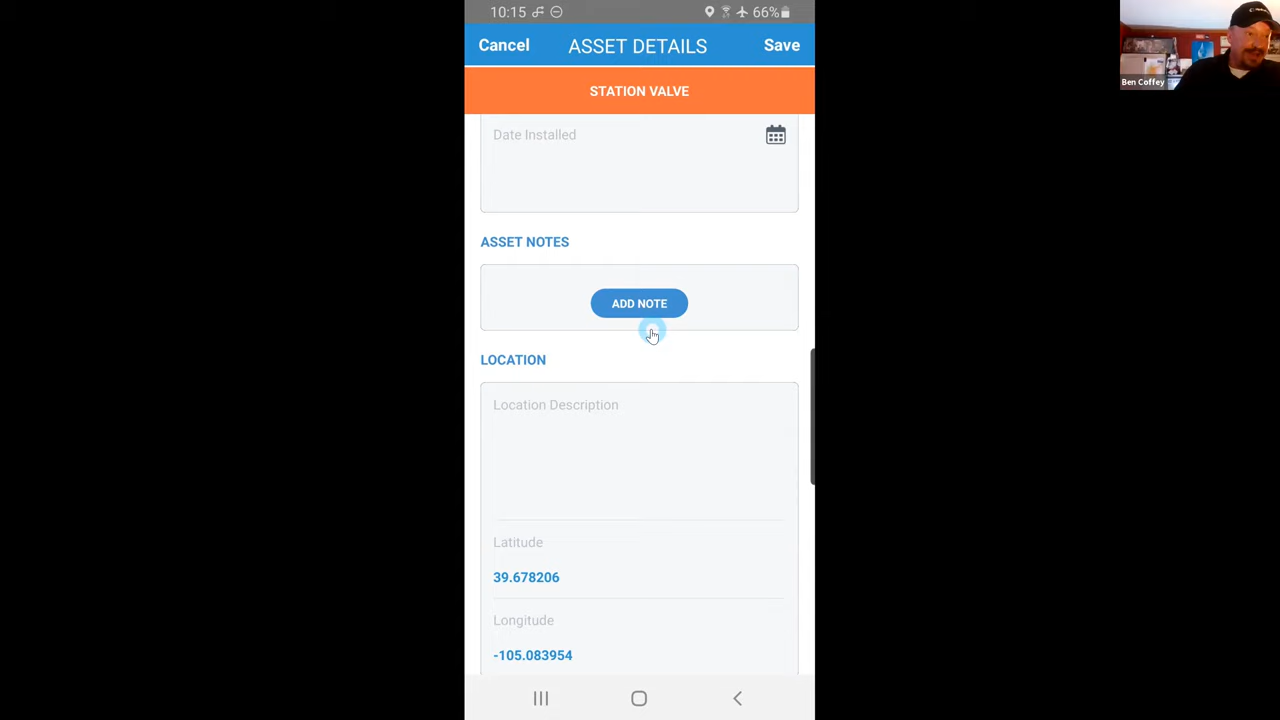 10:15
66%
Cancel
ASSET DETAILS
Save
STATION VALVE
Date Installed
ASSET NOTES
ADD NOTE
LOCATION
Location Description
Latitude
39.678206
Longitude
-105.083954
Ben Coffey